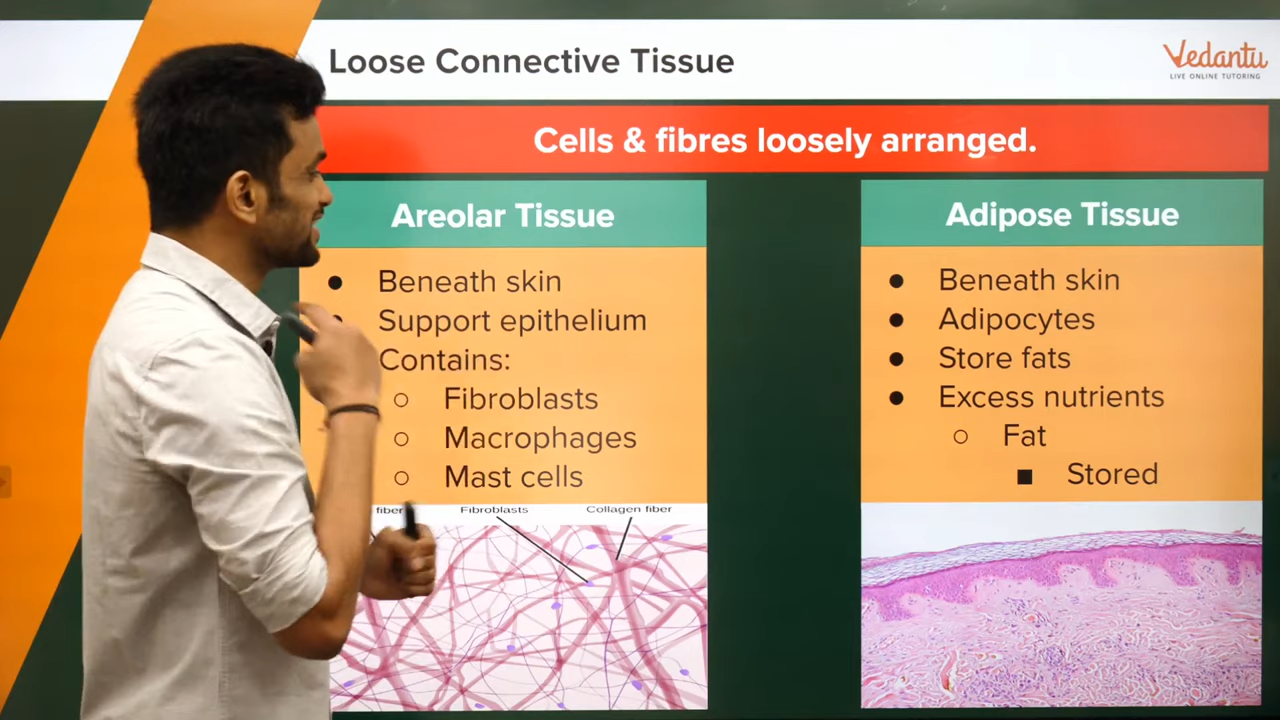 Loose Connective Tissue
Vedantu
LIVE ONLINE TUTORING
Cells & fibres loosely arranged.
Areolar Tissue
Beneath skin
Support epithelium
Contains:
Fibroblasts
Macrophages
Mast cells
fiber
Fibroblasts
Collagen fiber
Adipose Tissue
Beneath skin
Adipocytes
Store fats
Excess nutrients
Fat
Stored